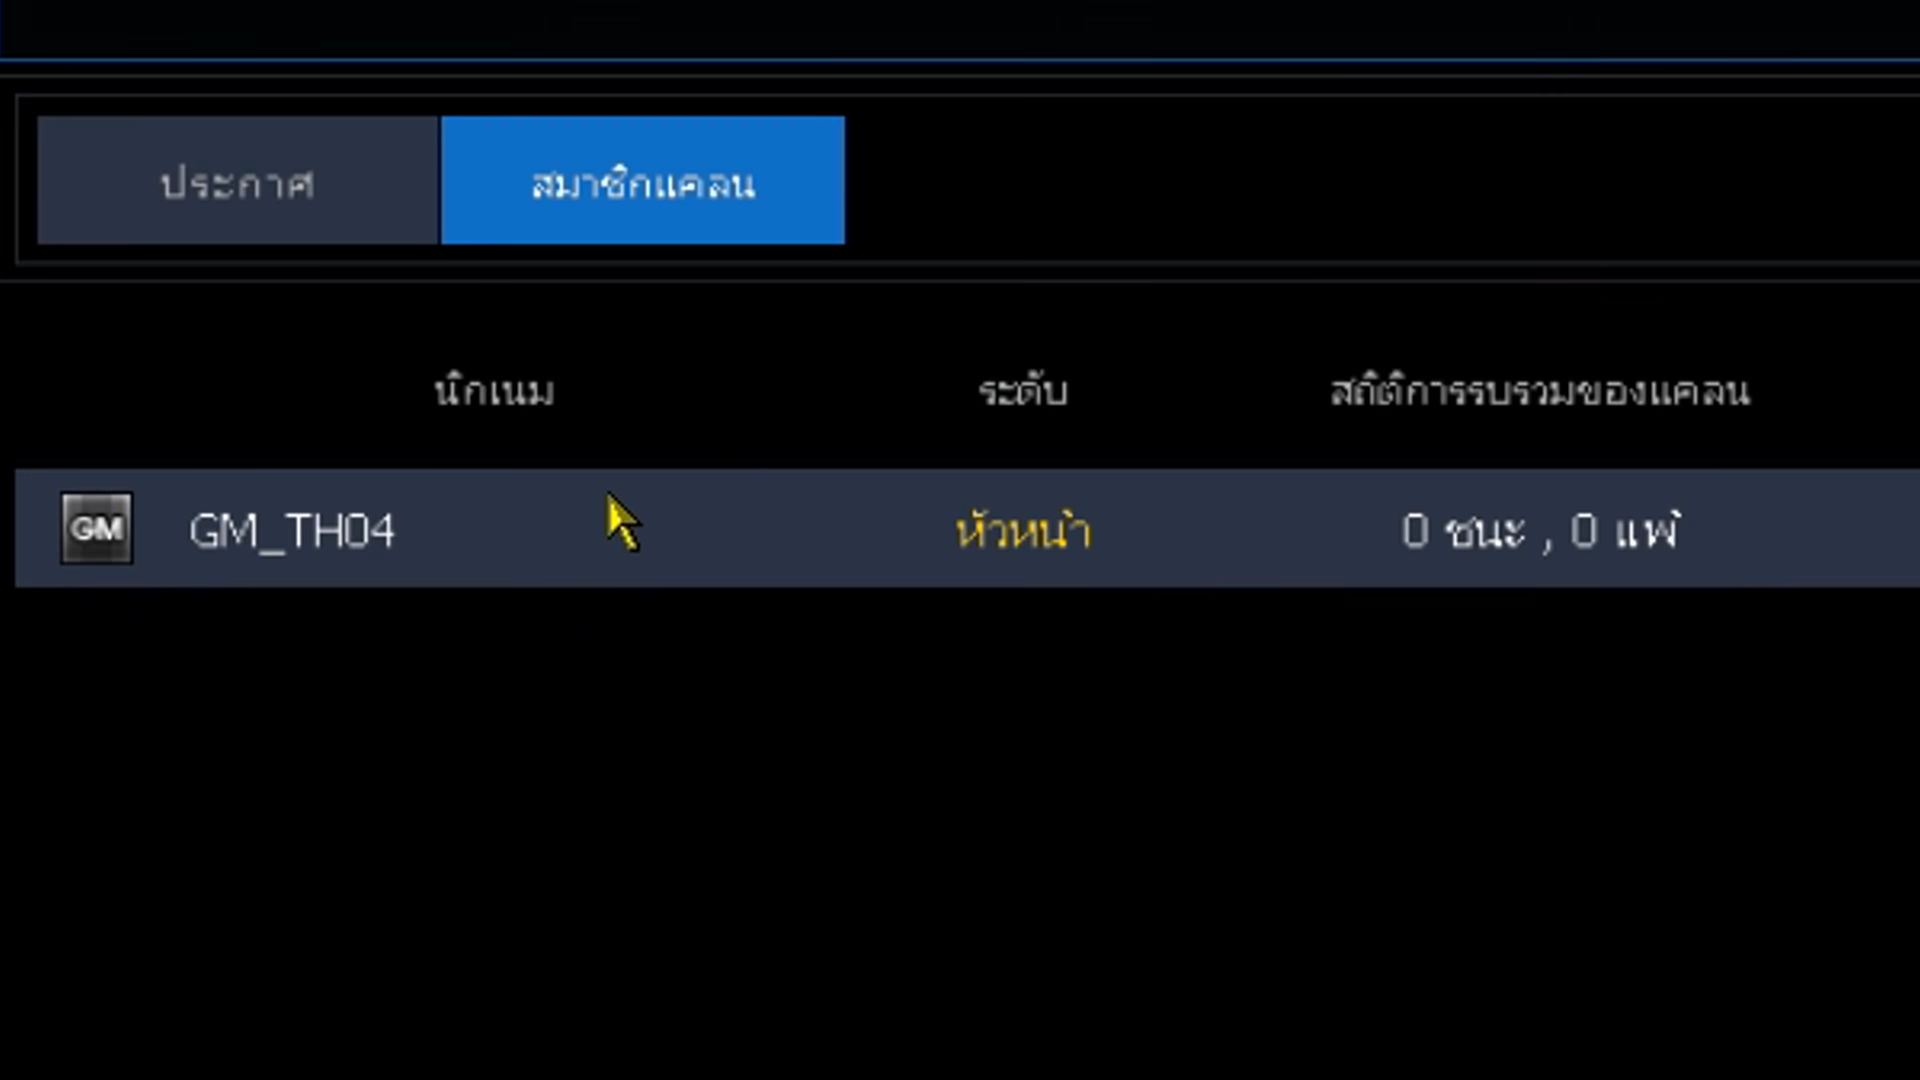 ประกาศ สมาชิกแคลน
นิกเนม ระดับ สถิติการรบรวมของแคลน
GM GM_TH04 หัวหน้า 0 ชนะ , 0 แพ้